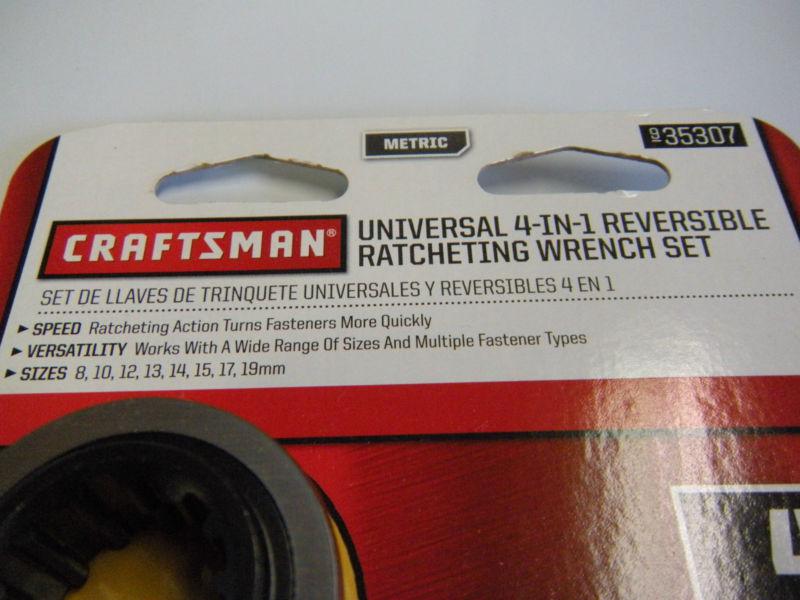 METRIC
9 35307
CRAFTSMAN®
UNIVERSAL 4-IN-1 REVERSIBLE
RATCHETING WRENCH SET
SET DE LLAVES DE TRINQUETE UNIVERSALES Y REVERSIBLES 4 EN 1
▶ SPEED Ratcheting Action Turns Fasteners More Quickly
▶ VERSATILITY Works With A Wide Range Of Sizes And Multiple Fastener Types
▶ SIZES 8, 10, 12, 13, 14, 15, 17, 19mm